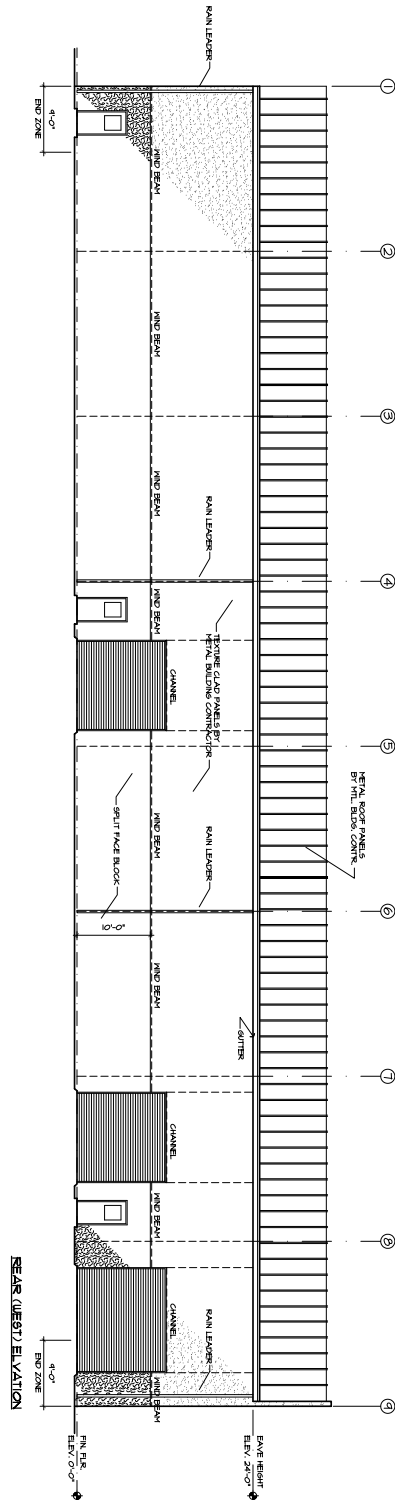 1
2
3
4
5
6
7
8
9
METAL ROOF PANELS
BY MTL. BLDG. CONTR.
EAVE HEIGHT
ELEV. 24'-0"
GUTTER
RAIN LEADER
RAIN LEADER
RAIN LEADER
RAIN LEADER
TEXTURE CLAD PANELS BY
METAL BUILDING CONTRACTOR
CHANNEL
CHANNEL
CHANNEL
WIND BEAM
WIND BEAM
WIND BEAM
WIND BEAM
WIND BEAM
WIND BEAM
WIND BEAM
WIND BEAM
SPLIT FACE BLOCK
10'-0"
FIN. FLR.
ELEV. 0'-0"
9'-0"
END ZONE
9'-0"
END ZONE
REAR (WEST) ELVATION